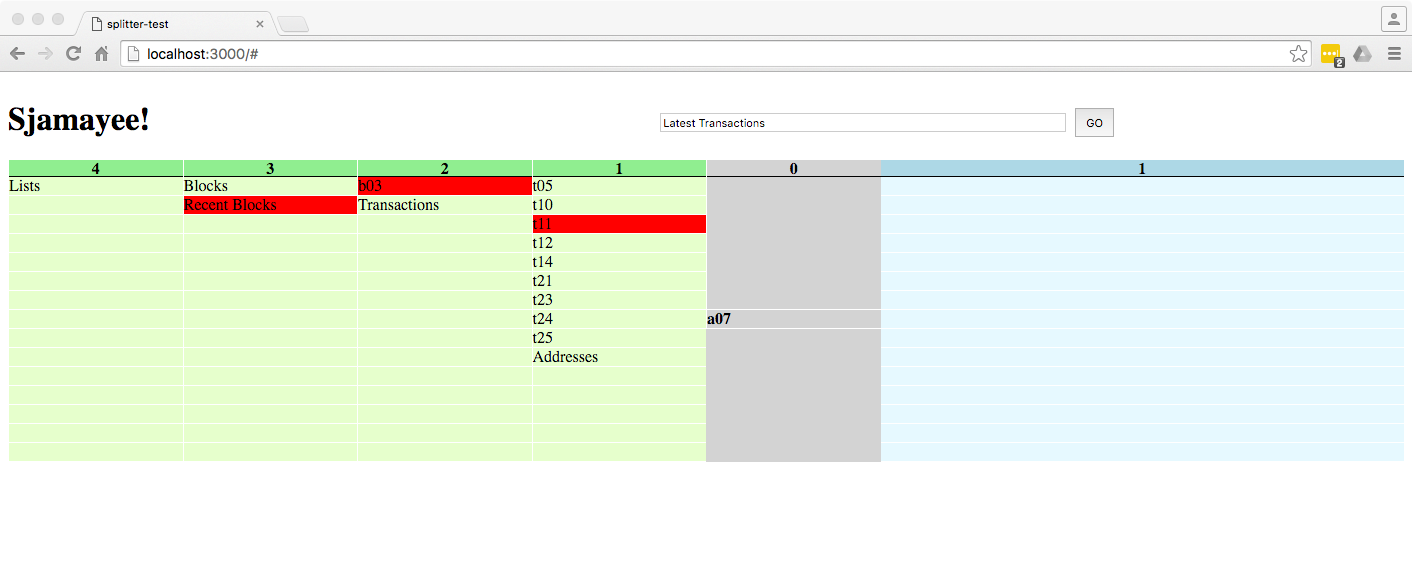 splitter-test
localhost:3000/#
2
Sjamayee!
Latest Transactions
GO
4 3 2 1 0 1
Lists Blocks b03 t05
Recent Blocks Transactions t10
t11
t12
t14
t21
t23
t24 a07
t25
Addresses